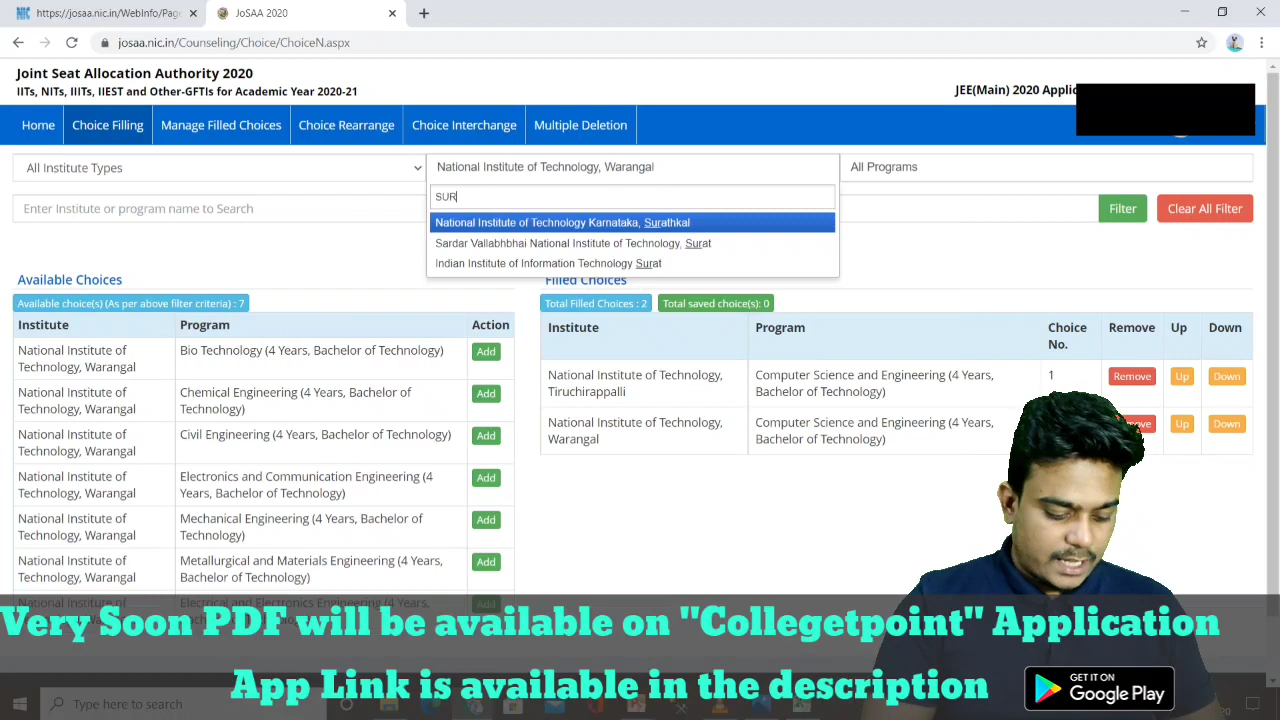 https://josaa.nic.in/WebInfo/Pag
JoSAA 2020
josaa.nic.in/Counseling/Choice/ChoiceN.aspx
Joint Seat Allocation Authority 2020
IITs, NITs, IIITs, IIEST and Other-GFTIs for Academic Year 2020-21
JEE(Main) 2020 Applic
Home
Choice Filling
Manage Filled Choices
Choice Rearrange
Choice Interchange
Multiple Deletion
All Institute Types
National Institute of Technology, Warangal
All Programs
SUR
Enter Institute or program name to Search
Filter
Clear All Filter
National Institute of Technology Karnataka, Surathkal
Sardar Vallabhbhai National Institute of Technology, Surat
Indian Institute of Information Technology Surat
Available Choices
Available choice(s) (As per above filter criteria) : 7
Institute Program Action
National Institute of
Technology, Warangal
Bio Technology (4 Years, Bachelor of Technology)
Add
National Institute of
Technology, Warangal
Chemical Engineering (4 Years, Bachelor of
Technology)
Add
National Institute of
Technology, Warangal
Civil Engineering (4 Years, Bachelor of Technology)
Add
National Institute of
Technology, Warangal
Electronics and Communication Engineering (4
Years, Bachelor of Technology)
Add
National Institute of
Technology, Warangal
Mechanical Engineering (4 Years, Bachelor of
Technology)
Add
National Institute of
Technology, Warangal
Metallurgical and Materials Engineering (4 Years,
Bachelor of Technology)
Add
National Institute of
Electrical and Electronics Engineering (4 Years,
Add
Filled Choices
Total Filled Choices : 2
Total saved choice(s): 0
Institute
Program
Choice
No.
Remove
Up
Down
National Institute of Technology,
Tiruchirappalli
Computer Science and Engineering (4 Years,
Bachelor of Technology)
1
Remove
Up
Down
National Institute of Technology,
Warangal
Computer Science and Engineering (4 Years,
Bachelor of Technology)
Up
Down
Very Soon PDF will be available on "Collegetpoint" Application
App Link is available in the description
GET IT ON
Google Play
Type here to search